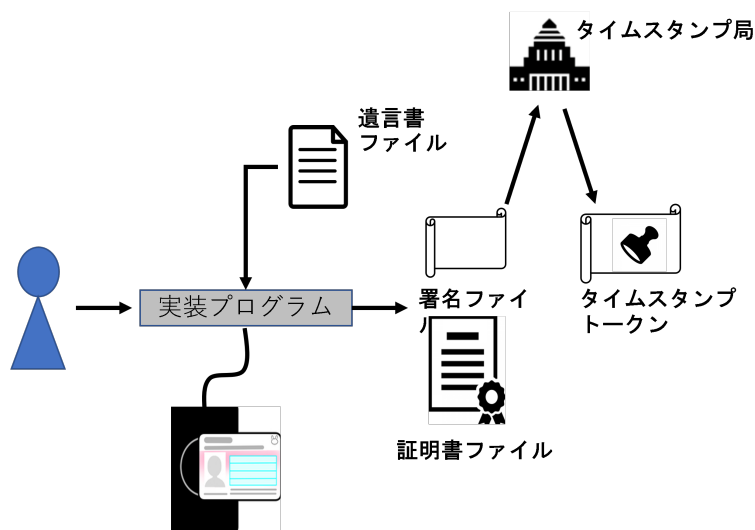 タイムスタンプ局
遺言書
ファイル
実装プログラム
署名ファイ
ル
タイムスタンプ
トークン
証明書ファイル